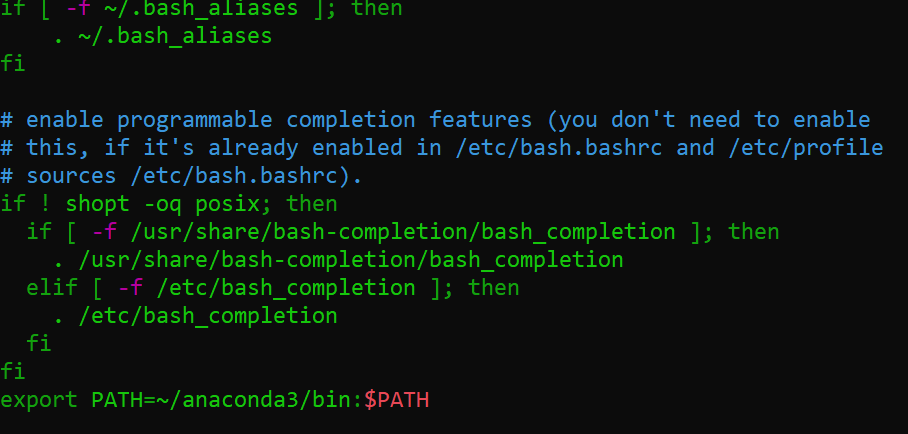 if [ -f ~/.bash_aliases ]; then
    . ~/.bash_aliases
fi

# enable programmable completion features (you don't need to enable
# this, if it's already enabled in /etc/bash.bashrc and /etc/profile
# sources /etc/bash.bashrc).
if ! shopt -oq posix; then
  if [ -f /usr/share/bash-completion/bash_completion ]; then
    . /usr/share/bash-completion/bash_completion
  elif [ -f /etc/bash_completion ]; then
    . /etc/bash_completion
  fi
fi
export PATH=~/anaconda3/bin:$PATH